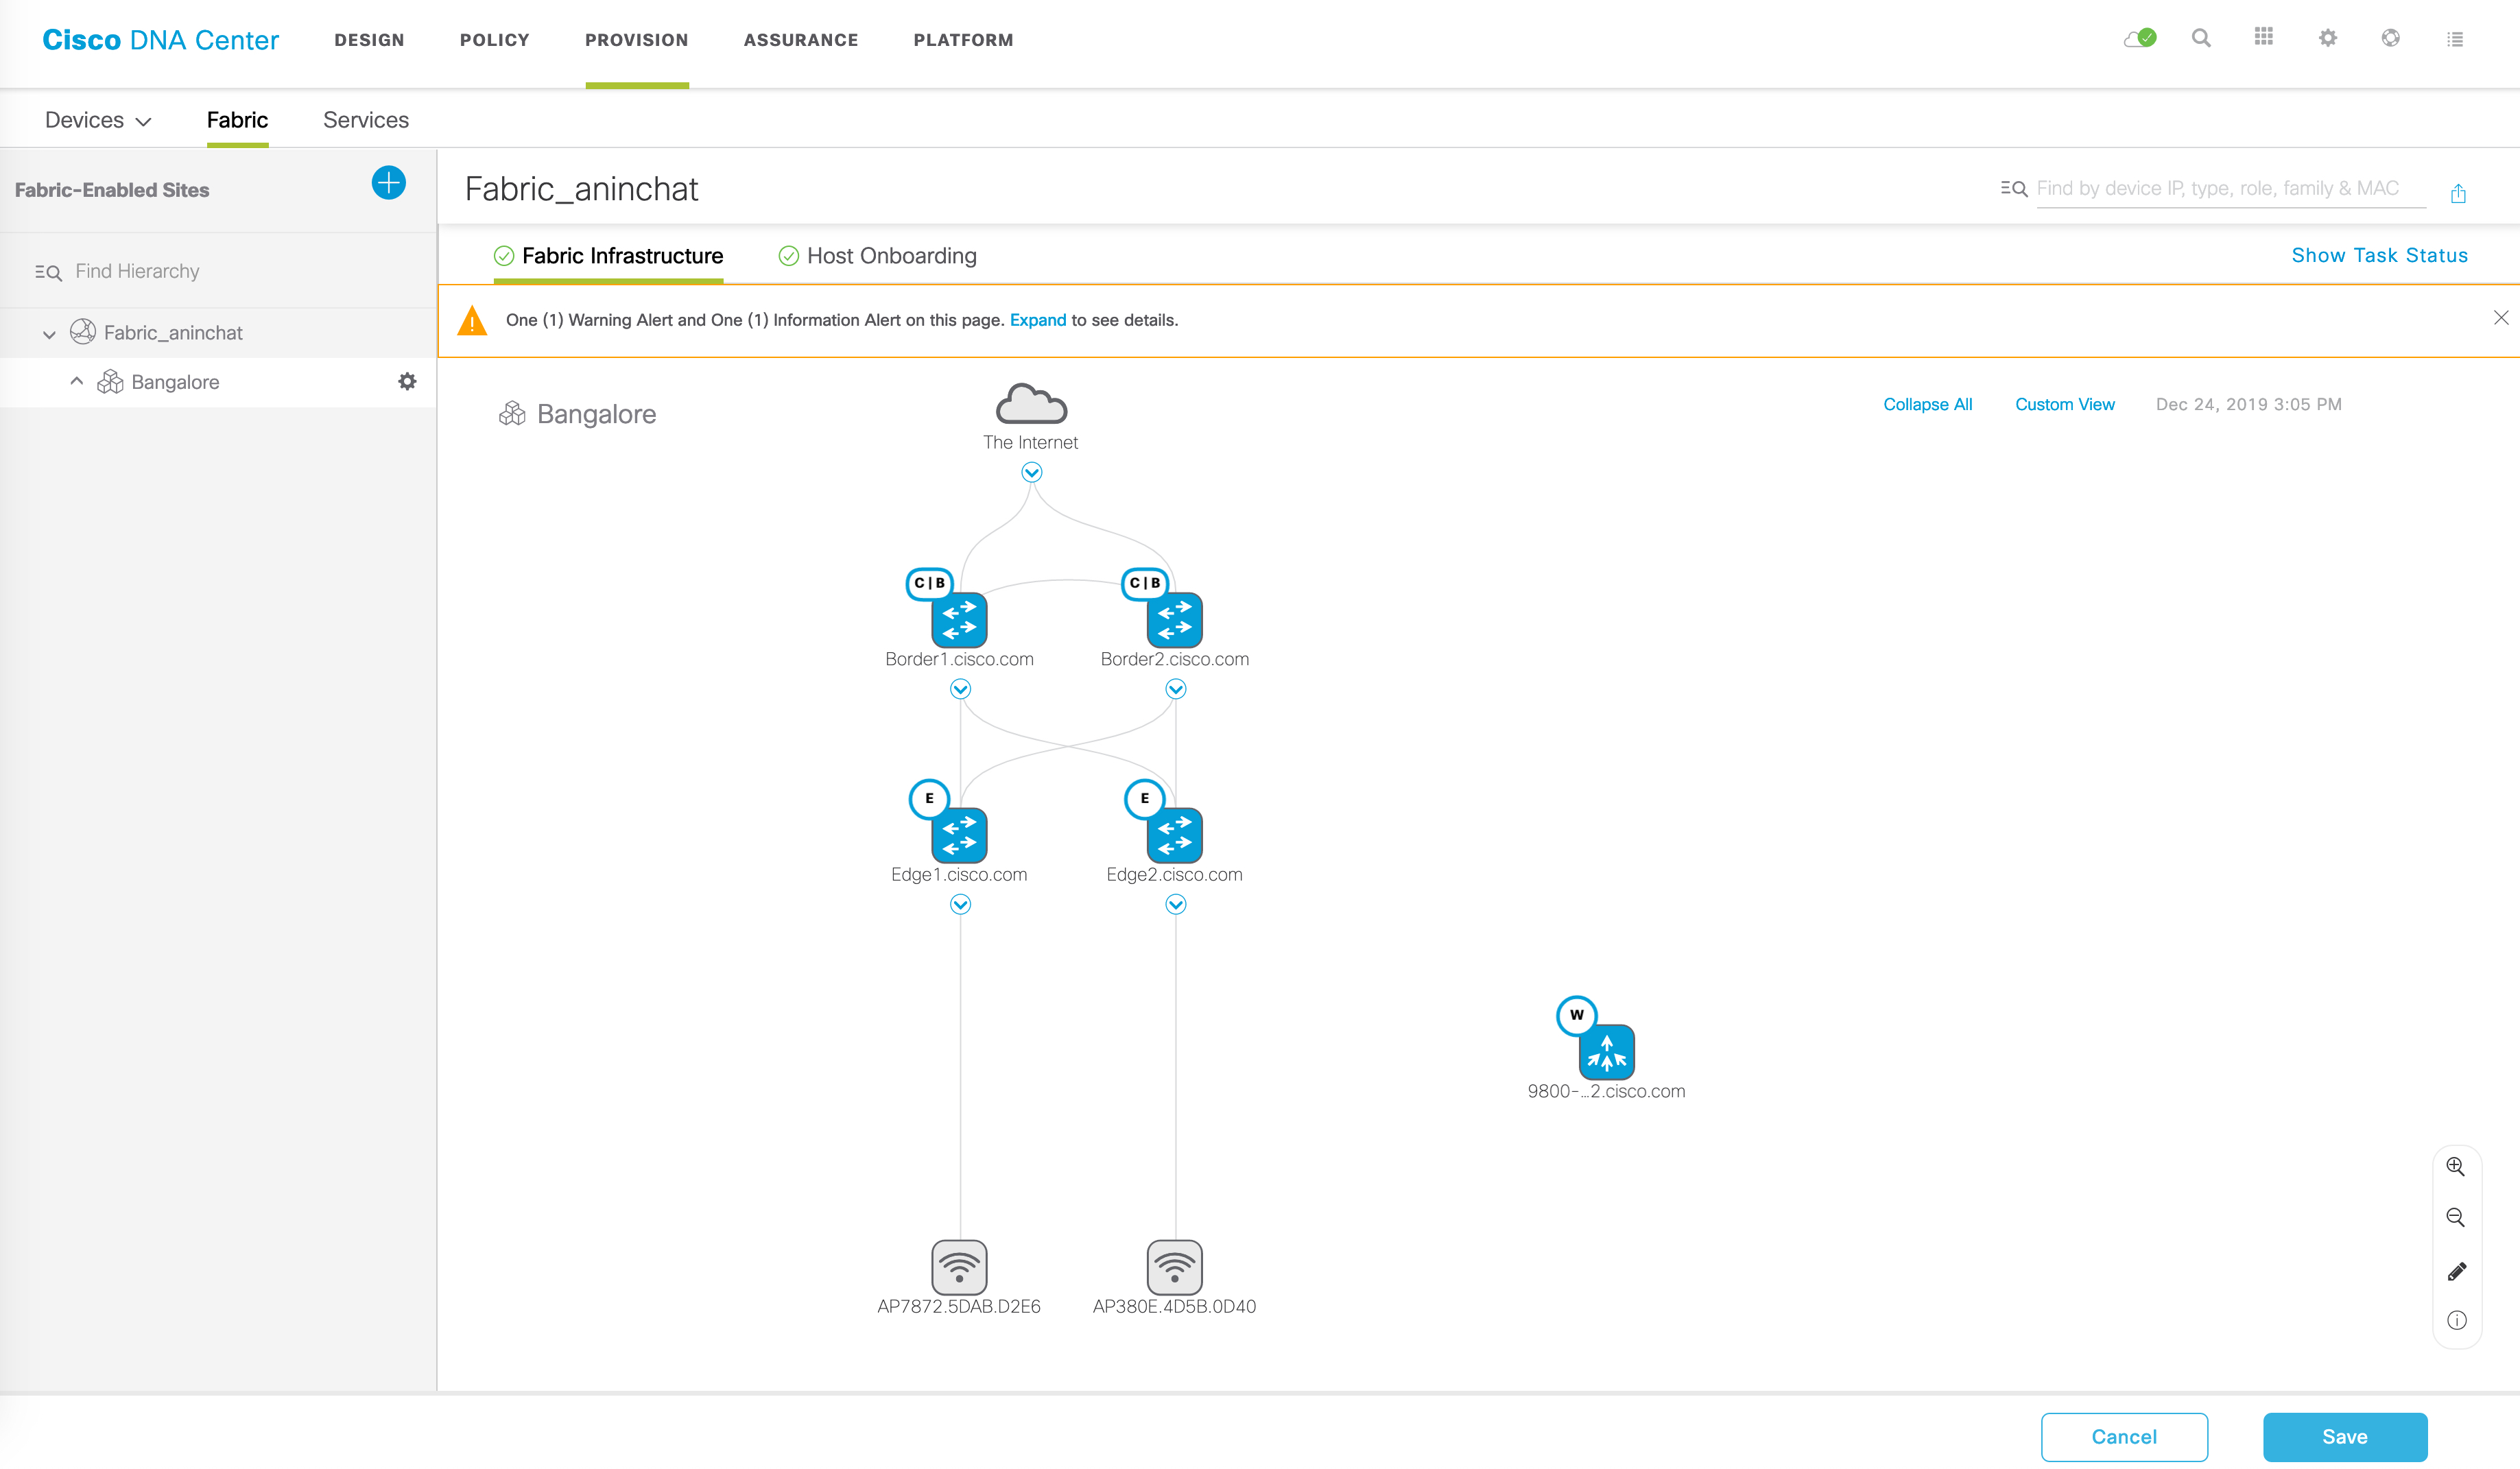 Cisco DNA Center DESIGN POLICY PROVISION ASSURANCE PLATFORM
Devices Fabric Services
Fabric-Enabled Sites
Fabric_aninchat
Find by device IP, type, role, family & MAC
Find Hierarchy
Fabric Infrastructure Host Onboarding Show Task Status
One (1) Warning Alert and One (1) Information Alert on this page. Expand to see details.
Fabric_aninchat
Bangalore
Bangalore
Collapse All Custom View Dec 24, 2019 3:05 PM
The Internet
C|B C|B
Border1.cisco.com Border2.cisco.com
E E
Edge1.cisco.com Edge2.cisco.com
W
9800-...2.cisco.com
AP7872.5DAB.D2E6 AP380E.4D5B.0D40
Cancel Save